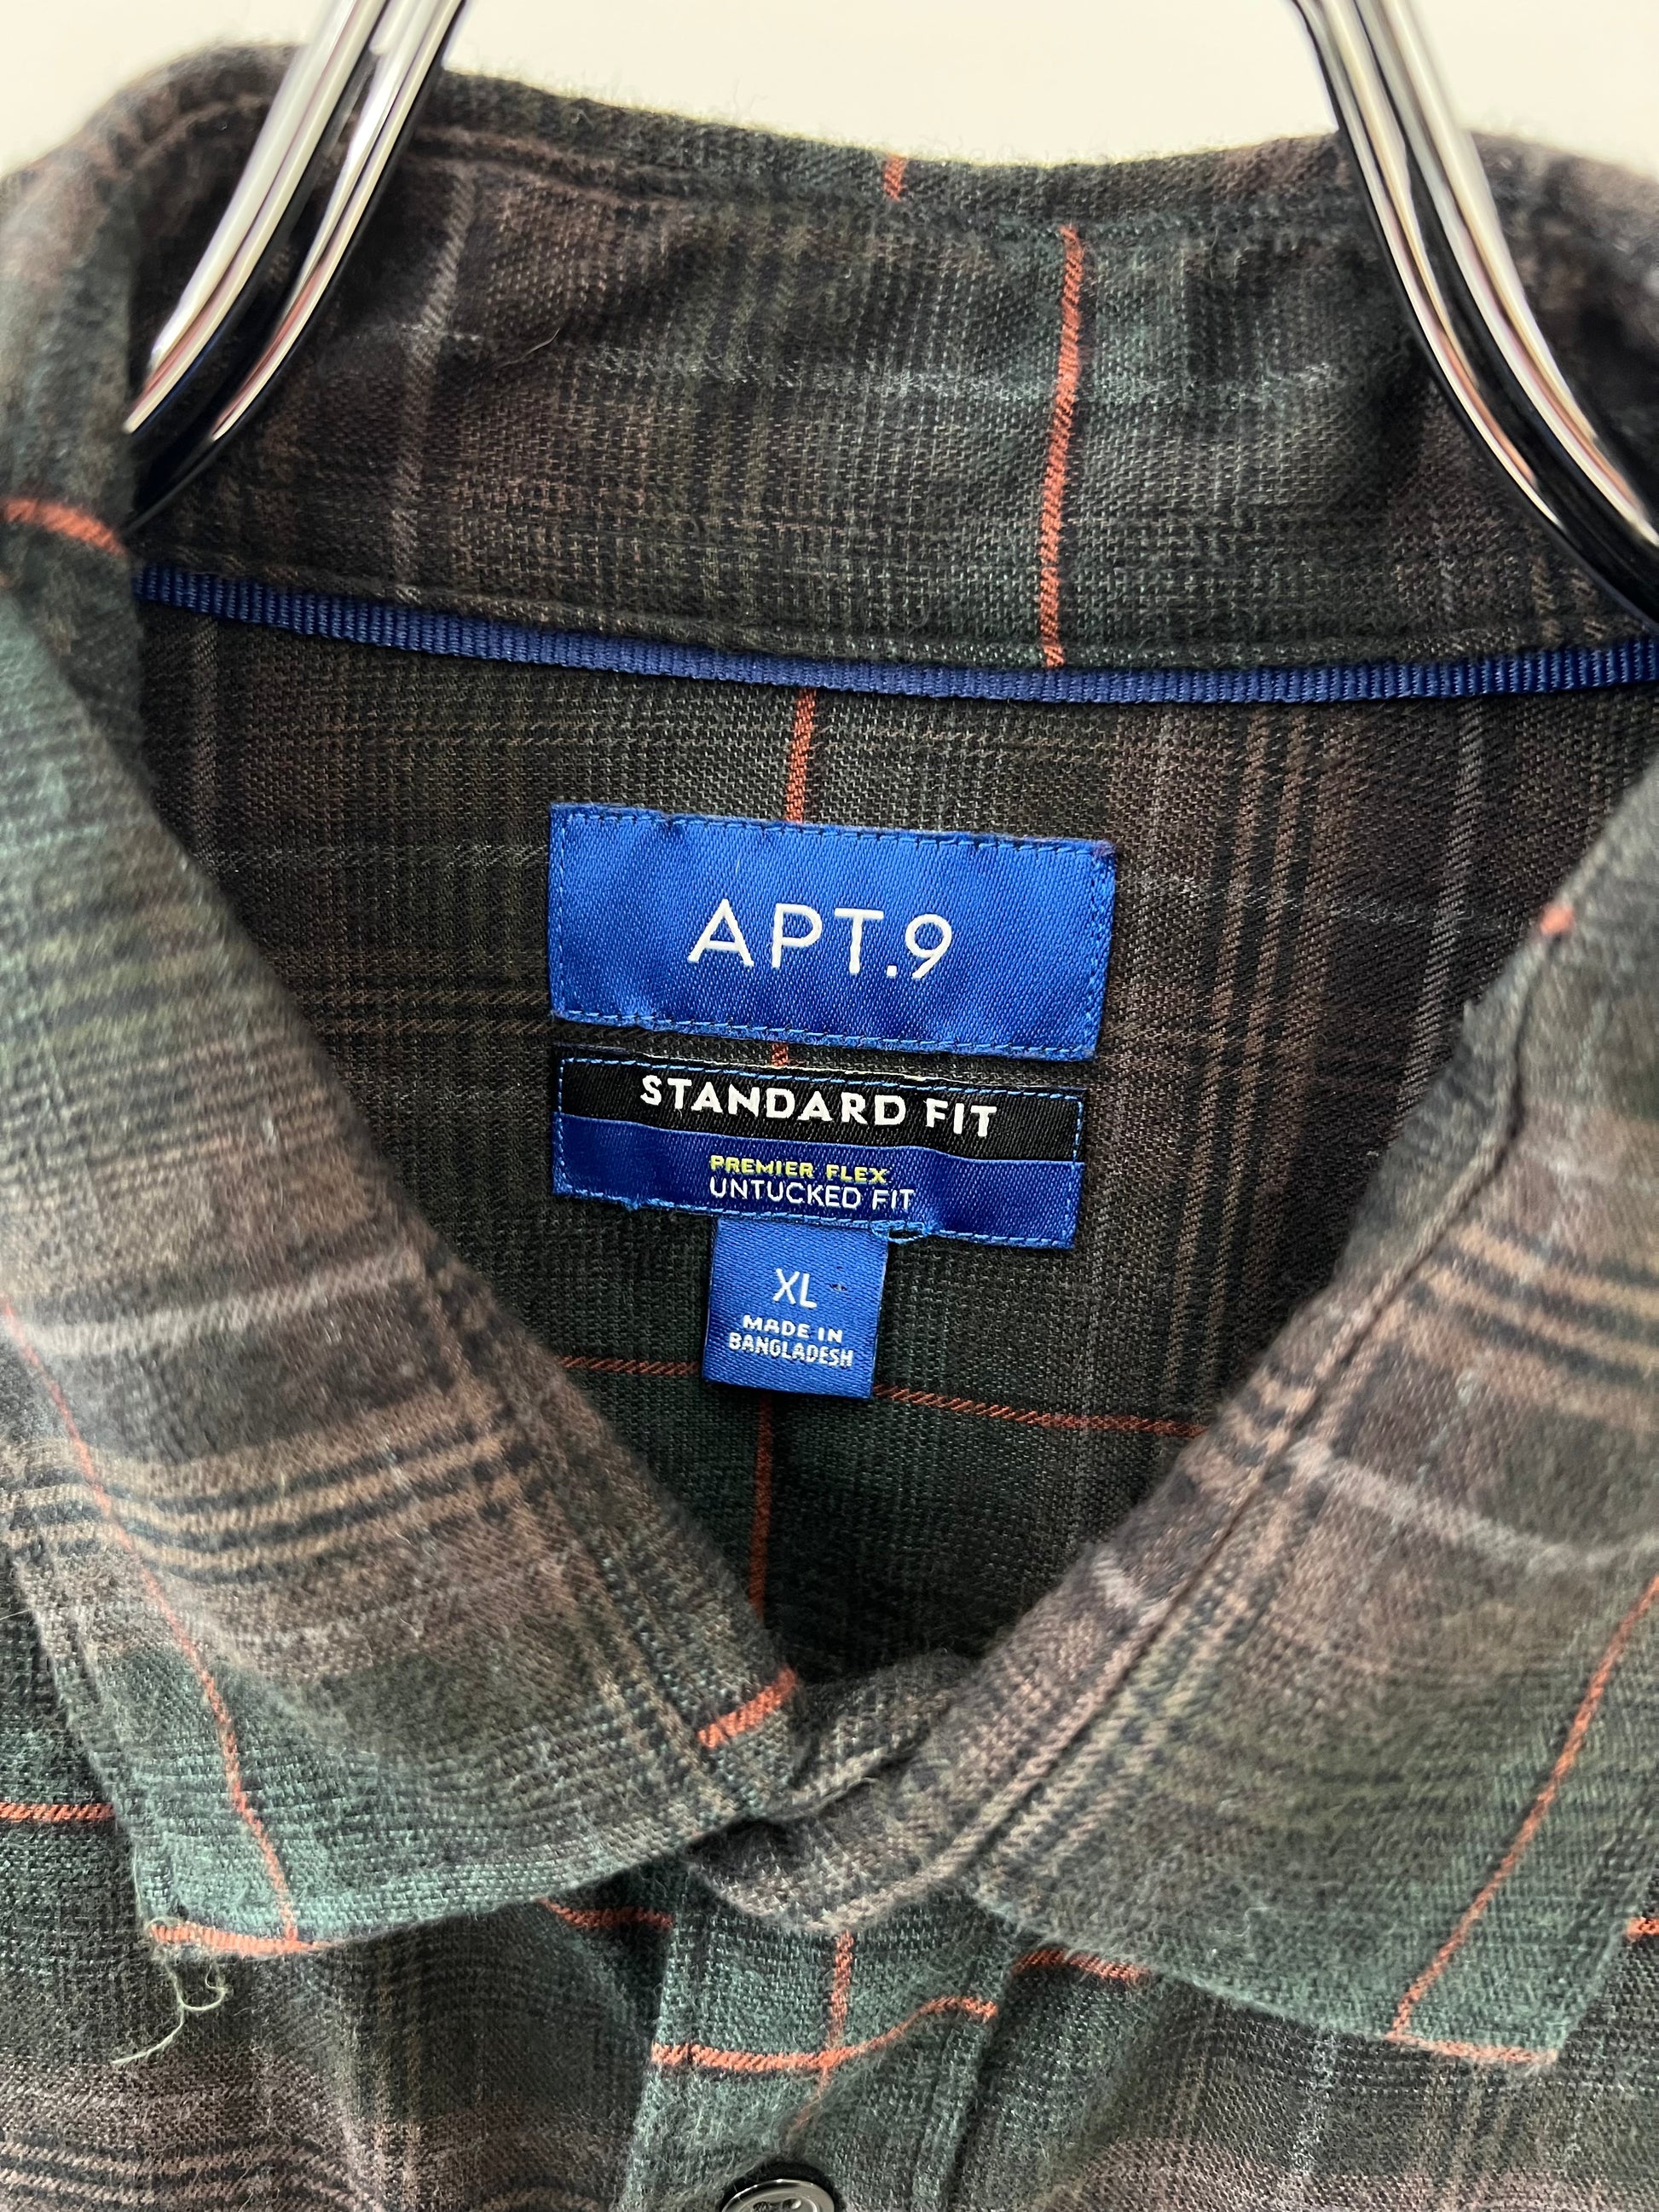 APT.9
STANDARD FIT
PREMIER FLEX
UNTUCKED FIT
XL
MADE IN
BANGLADESH